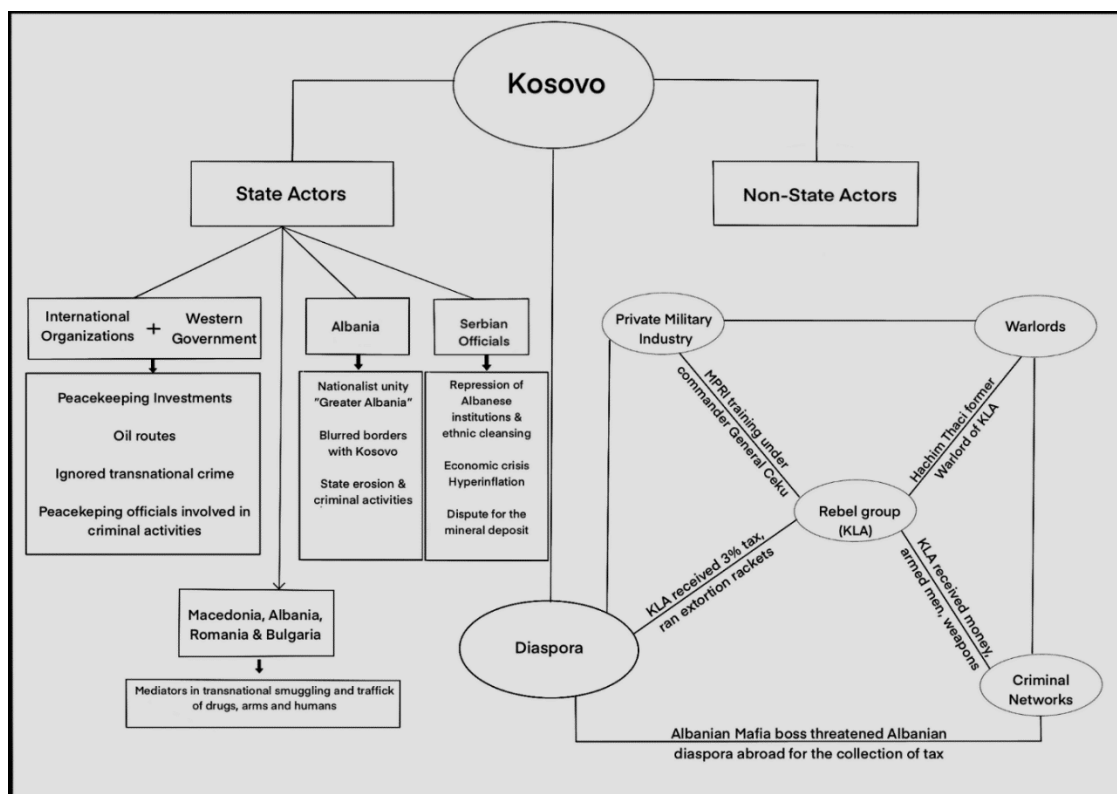 Kosovo
State Actors
Non-State Actors
International
Organizations
+
Western
Government
Albania
Serbian
Officials
Peacekeeping Investments
Oil routes
Ignored transnational crime
Peacekeping officials involved in
criminal activities
Nationalist unity
"Greater Albania"
Blurred borders
with Kosovo
State erosion &
criminal activities
Repression of
Albanese
institutions &
ethnic cleansing
Economic crisis
Hyperinflation
Dispute for the
mineral deposit
Macedonia, Albania,
Romania & Bulgaria
Mediators in transnational smuggling and traffick
of drugs, arms and humans
Private Military
Industry
Warlords
MPRI training under
commander General Ceku
Hachim Thaci former
Warlord of KLA
Rebel group
(KLA)
KLA received 3% tax,
ran extortion rackets
KLA received money,
armed men, weapons
Diaspora
Criminal
Networks
Albanian Mafia boss threatened Albanian
diaspora abroad for the collection of tax